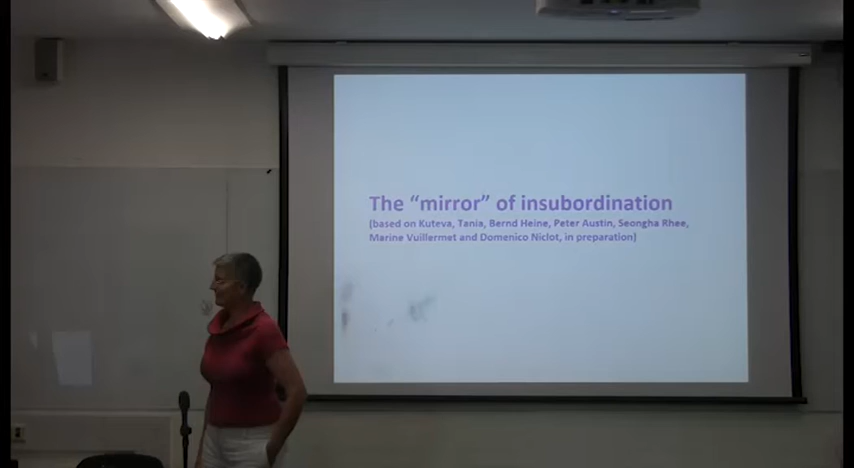 The “mirror” of insubordination
(based on Kuteva, Tania, Bernd Heine, Peter Austin, Seongha Rhee,
Marine Vuillermet and Domenico Niclot, in preparation)